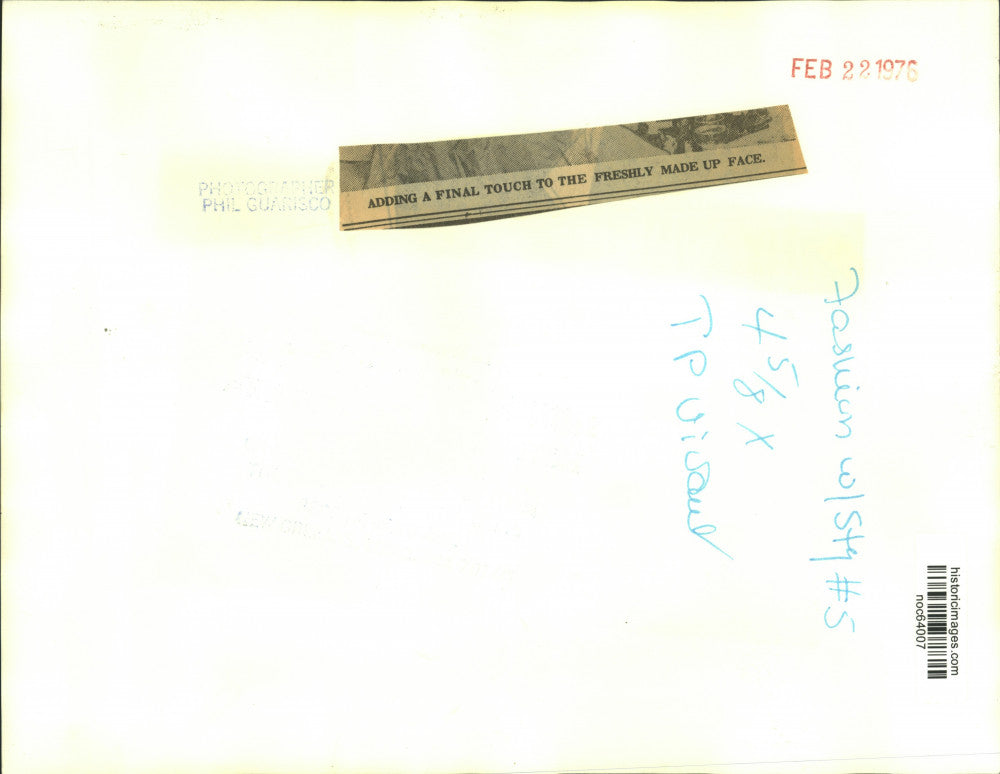 FEB 22 1976
ADDING A FINAL TOUCH TO THE FRESHLY MADE UP FACE.
PHOTOGRAPHER
PHIL GUARISCO
Fashion w/Sty #5
4 5/8 X
TP
historicimages.com
noc64007